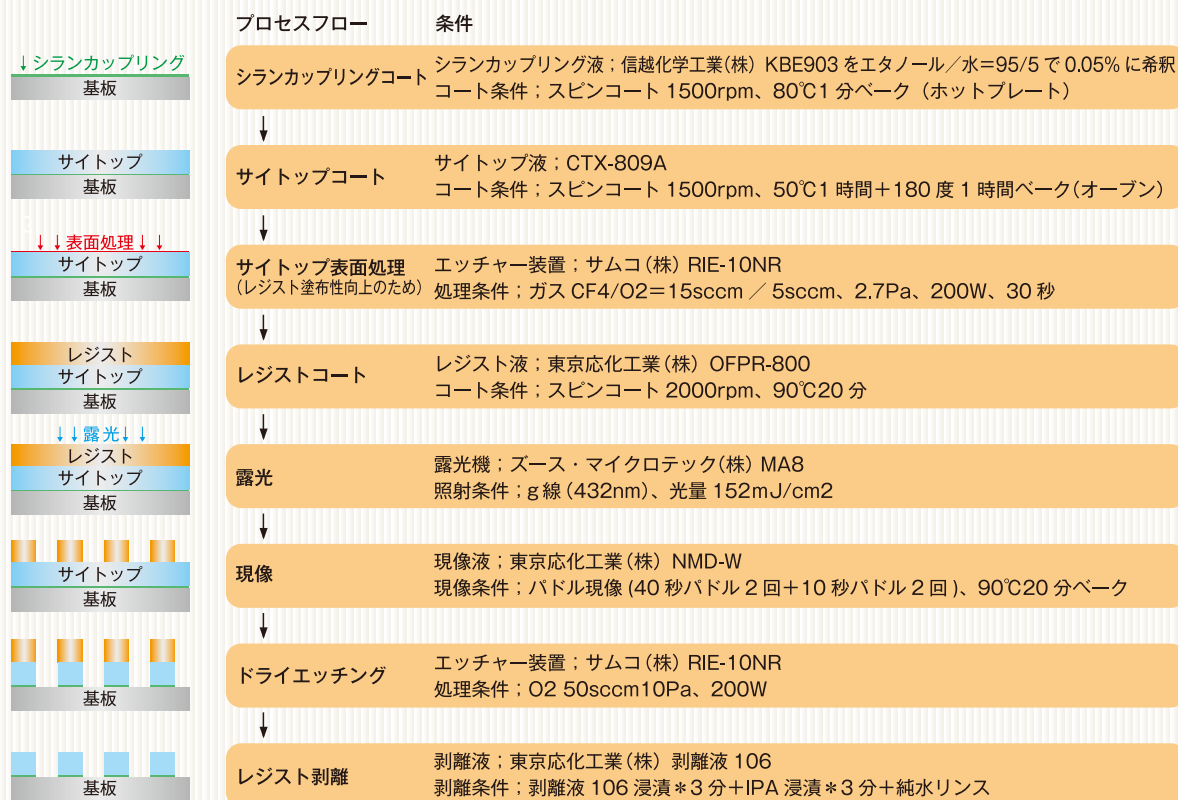 プロセスフロー 条件
↓シランカップリング
基板
シランカップリングコート
シランカップリング液；信越化学工業(株) KBE903 をエタノール／水＝95/5 で 0.05% に希釈
コート条件；スピンコート 1500rpm、80℃1 分ベーク（ホットプレート）
サイトップ
基板
サイトップコート
サイトップ液；CTX-809A
コート条件；スピンコート 1500rpm、50℃1 時間＋180 度 1 時間ベーク(オーブン)
↓↓表面処理↓↓
サイトップ
基板
サイトップ表面処理
(レジスト塗布性向上のため)
エッチャー装置；サムコ(株) RIE-10NR
処理条件；ガス CF4/O2＝15sccm ／ 5sccm、2.7Pa、200W、30 秒
レジスト
サイトップ
基板
レジストコート
レジスト液；東京応化工業(株) OFPR-800
コート条件；スピンコート 2000rpm、90℃20 分
↓↓露光↓↓
レジスト
サイトップ
基板
露光
露光機；ズース・マイクロテック(株) MA8
照射条件；g 線 (432nm)、光量 152mJ/cm2
サイトップ
基板
現像
現像液；東京応化工業(株) NMD-W
現像条件；パドル現像 (40 秒パドル 2 回＋10 秒パドル 2 回 )、90℃20 分ベーク
基板
ドライエッチング
エッチャー装置；サムコ(株) RIE-10NR
処理条件；O2 50sccm10Pa、200W
基板
レジスト剥離
剥離液；東京応化工業(株) 剥離液 106
剥離条件；剥離液 106 浸漬＊3 分＋IPA 浸漬＊3 分＋純水リンス